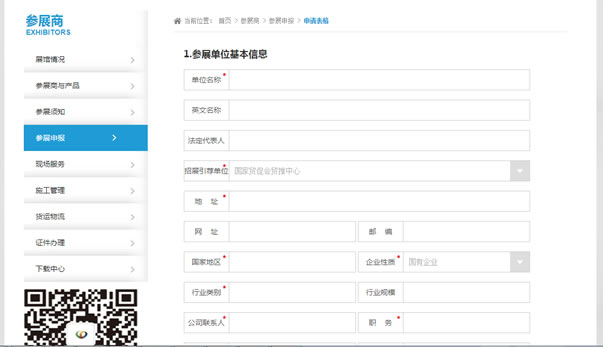 参展商
EXHIBITORS
展馆情况
参展商与产品
参展须知
参展申报
现场服务
施工管理
货运物流
证件办理
下载中心
当前位置： 首页 > 参展商 > 参展申报 > 申请表格
1.参展单位基本信息
单位名称*
英文名称
法定代表人
招展引荐单位* 国家贸促会贸推中心
地 址*
网 址 邮 编
国家地区* 企业性质* 国有企业
行业类别* 行业规模
公司联系人* 职 务*